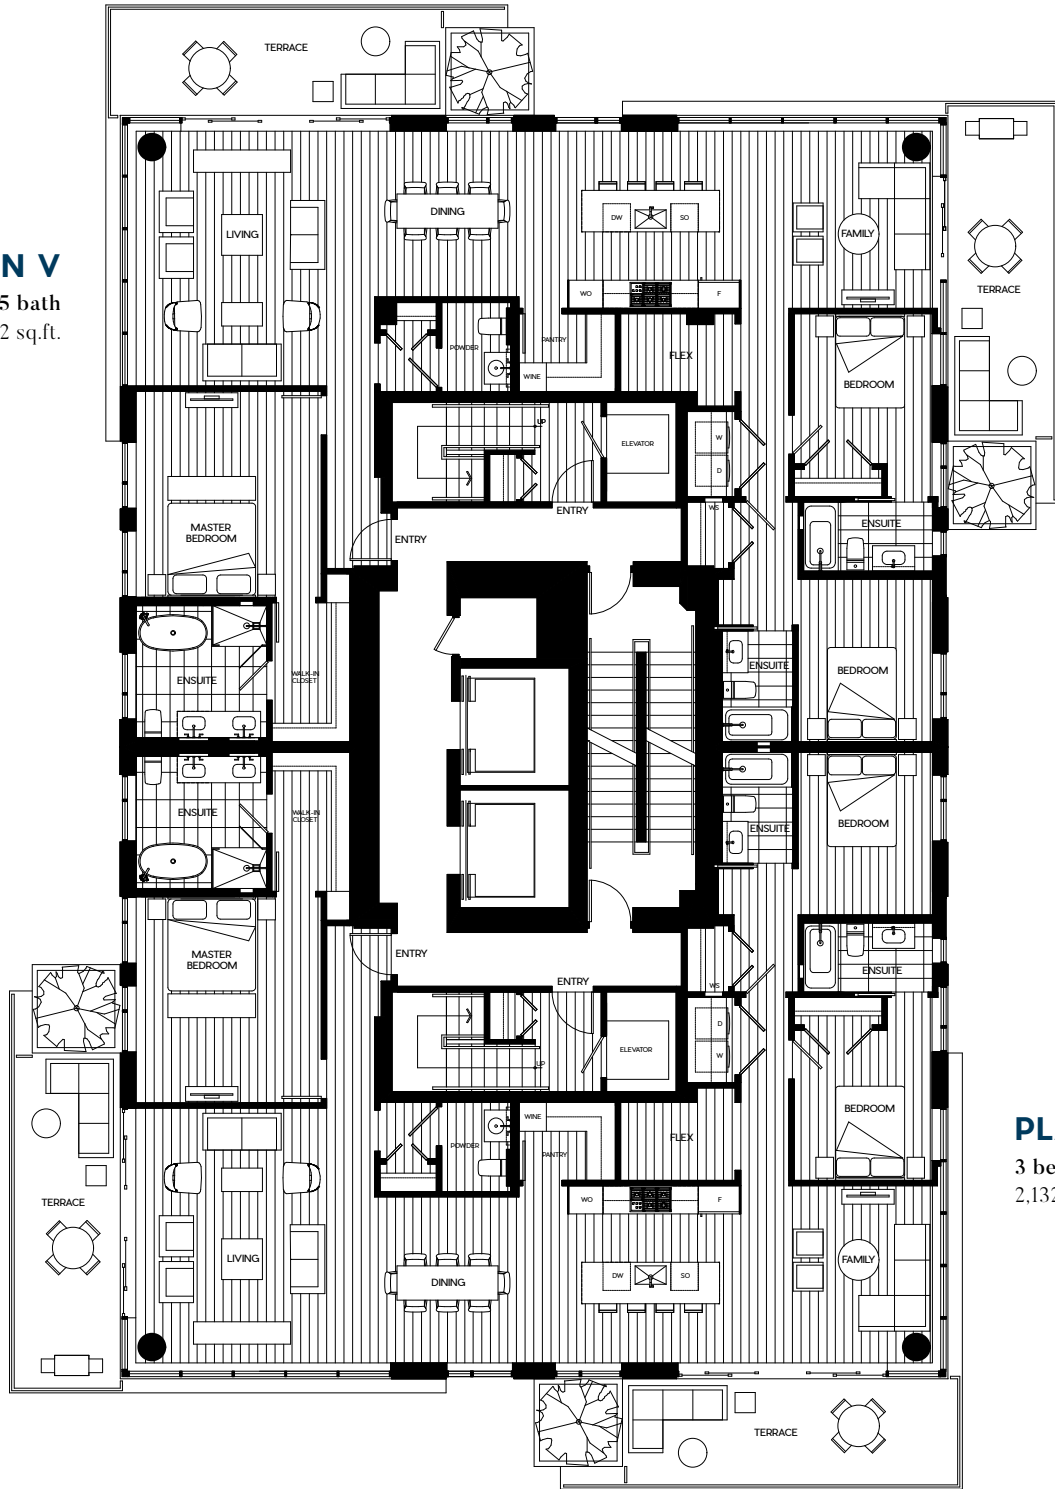 TERRACE
DINING
DW
SO
LIVING
FAMILY
N V
5 bath
2 sq.ft.
TERRACE
WO
F
POWDER
PANTRY
FLEX
WINE
BEDROOM
UP
ELEVATOR
W
D
WS
ENTRY
ENSUITE
MASTER
BEDROOM
ENTRY
ENSUITE
BEDROOM
ENSUITE
WALK-IN
CLOSET
ENSUITE
WALK-IN
CLOSET
ENSUITE
BEDROOM
MASTER
BEDROOM
ENTRY
ENSUITE
ENTRY
WS
D
W
ELEVATOR
UP
BEDROOM
WINE
POWDER
PANTRY
FLEX
PL
3 be
2,132
WO
F
TERRACE
LIVING
FAMILY
DINING
DW
SO
TERRACE